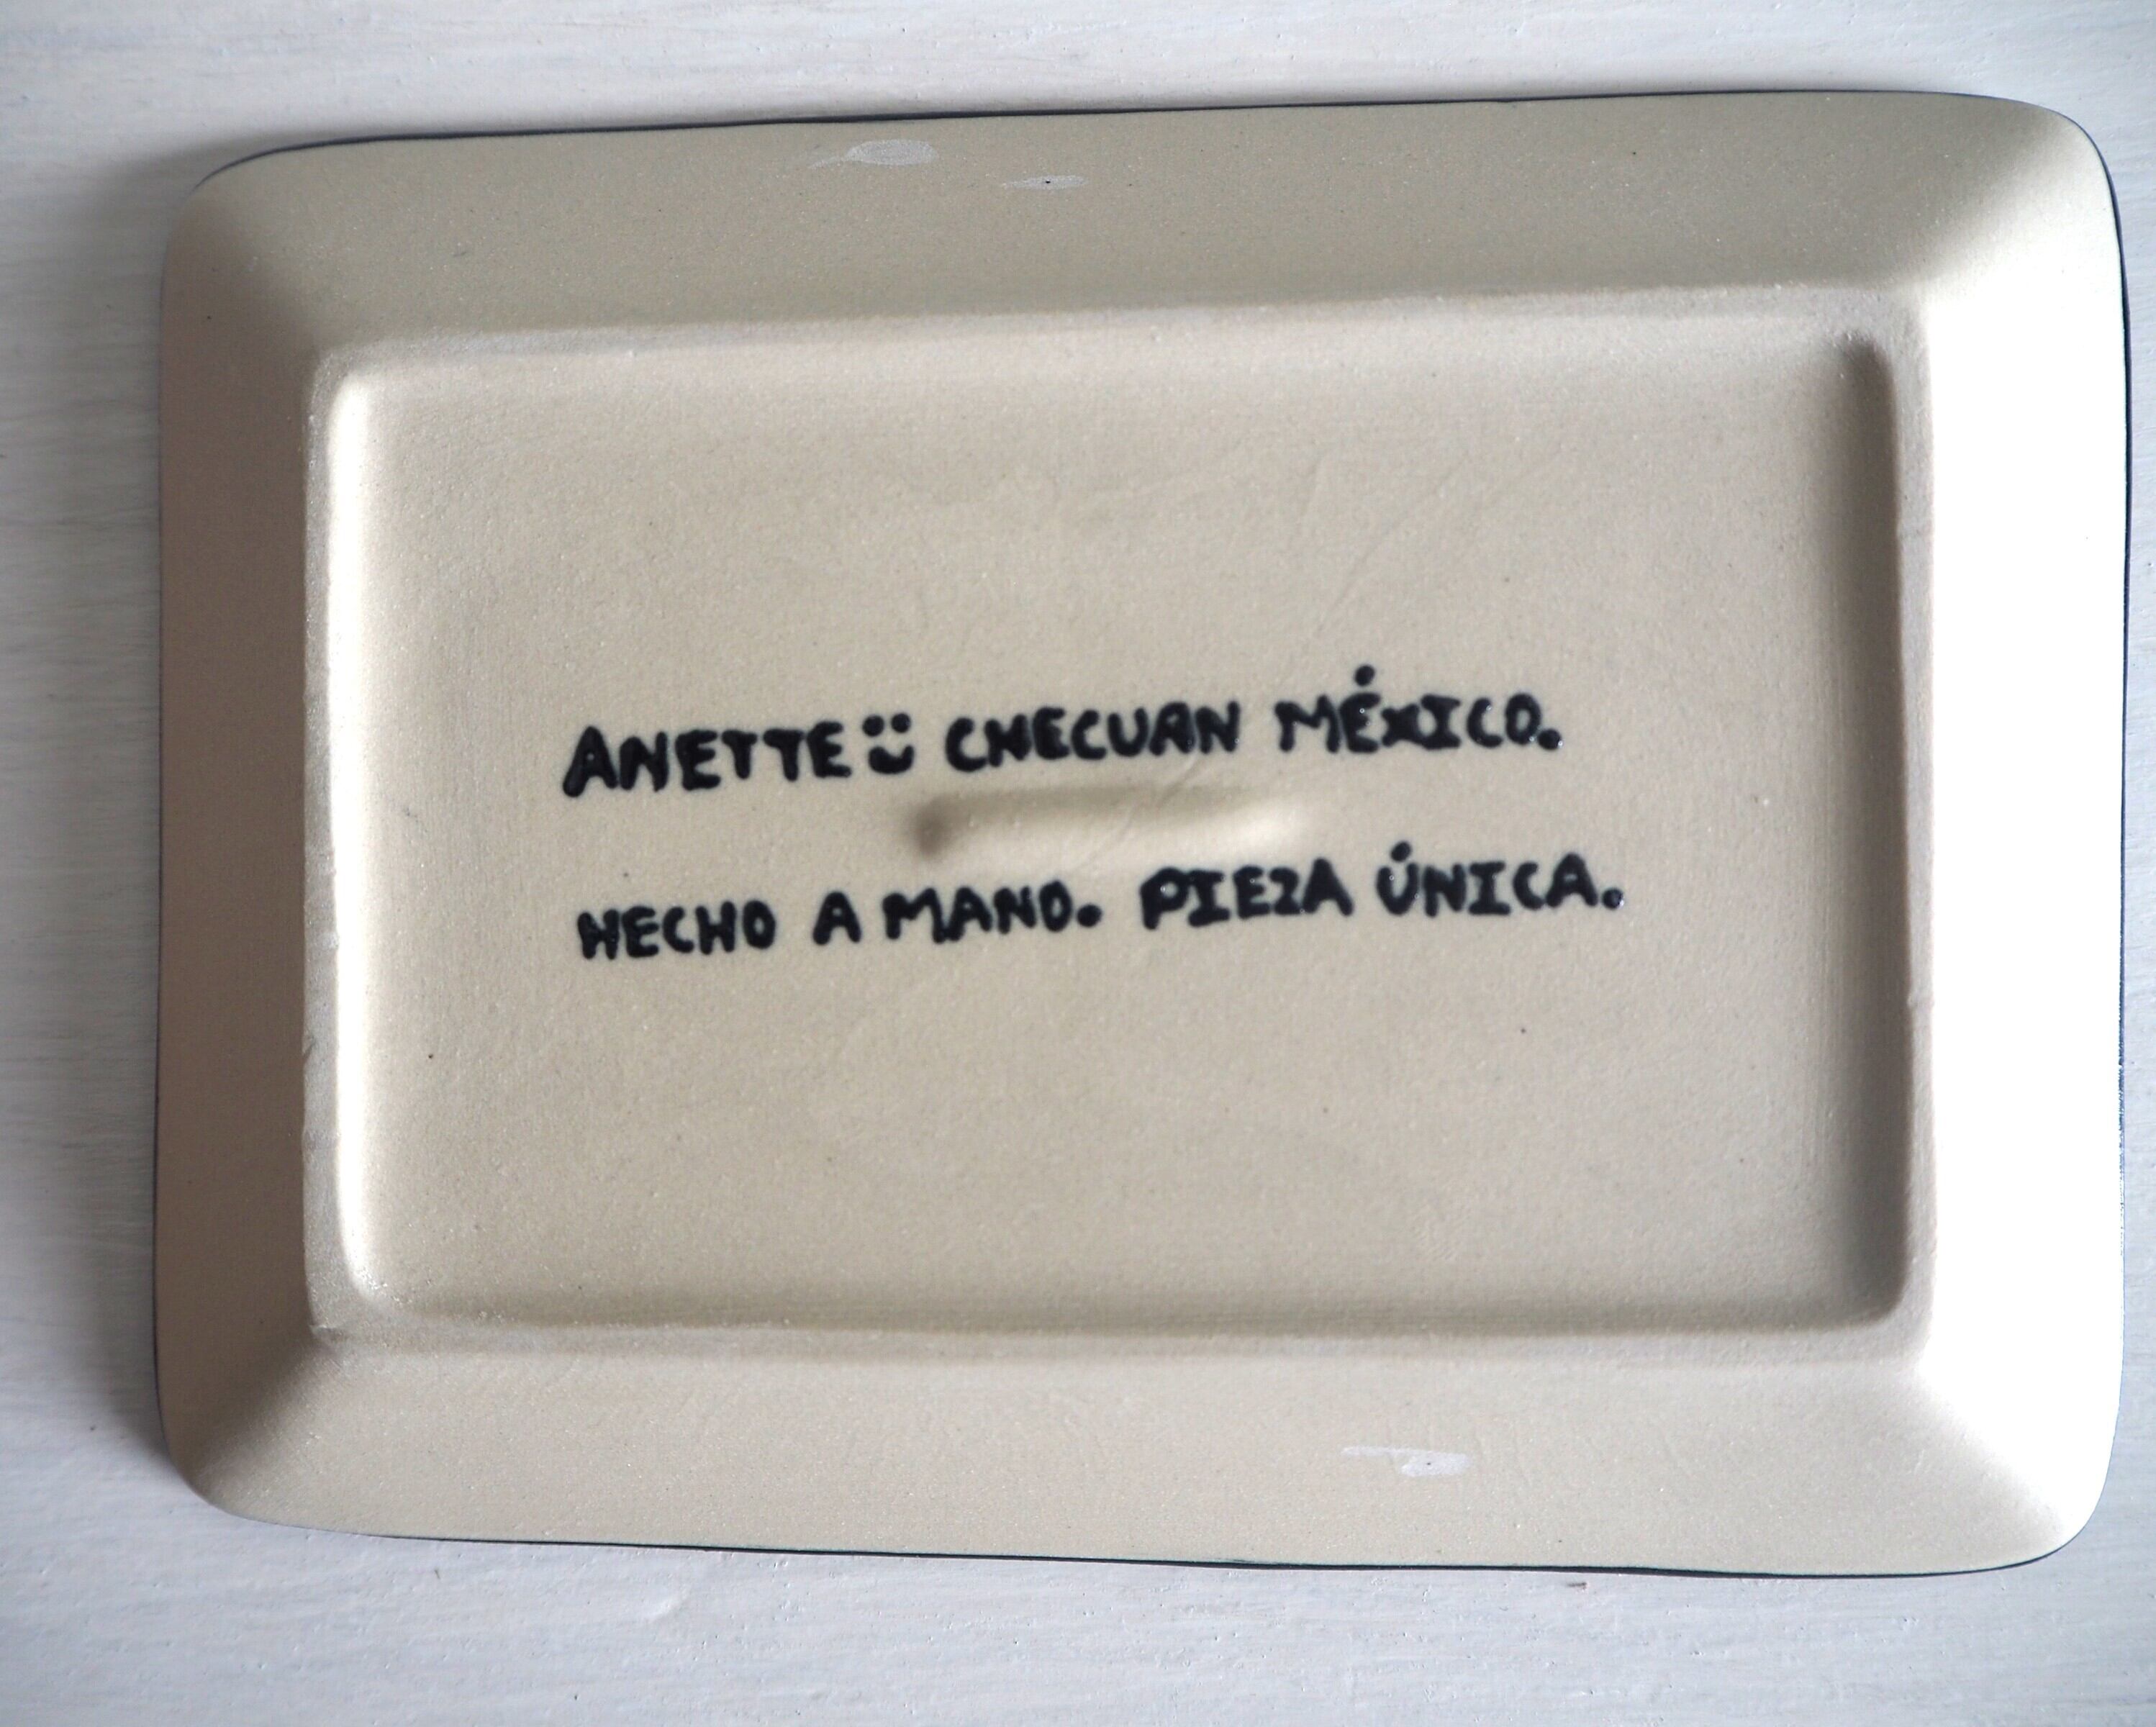 ANETTE CHECUAN MÉXICO.
HECHO A MANO. PIEZA ÚNICA.